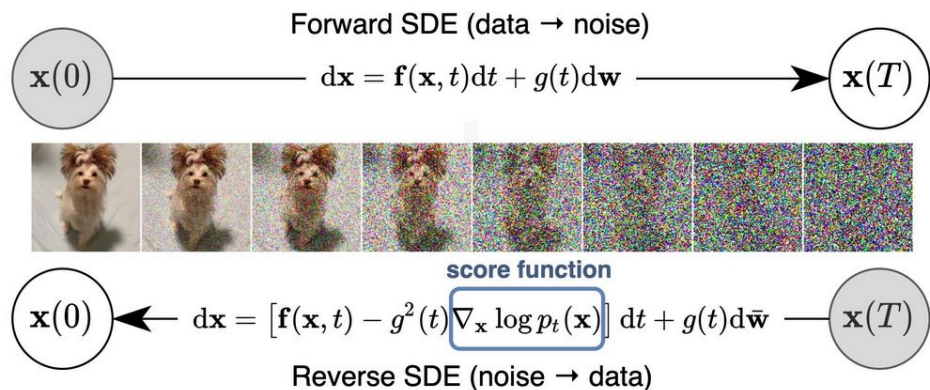 Forward SDE (data → noise)
x(0) dx = f(x, t)dt + g(t)dw x(T)
score function
x(0) dx = [f(x, t) − g²(t)∇ₓ log pₜ(x)] dt + g(t)dw̄ x(T)
Reverse SDE (noise → data)